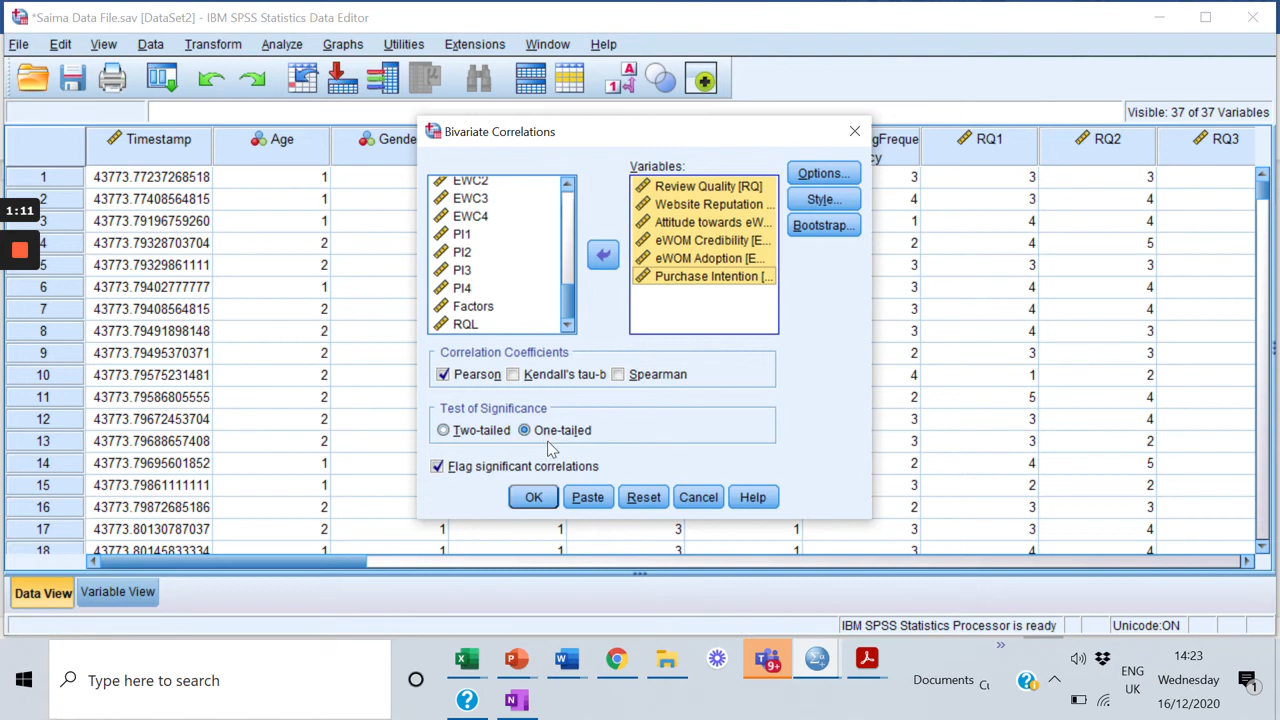 *Saima Data File.sav [DataSet2] - IBM SPSS Statistics Data Editor
File Edit View Data Transform Analyze Graphs Utilities Extensions Window Help
Visible: 37 of 37 Variables
Timestamp Age Gende gFreque cy RQ1 RQ2 RQ3
1 43773.77237268518 1 3 3 3
2 43773.77408564815 1 4 3 4
3 43773.79196759260 1 1 4 4
4 43773.79328703704 2 2 4 5
5 43773.79329861111 2 3 3 3
6 43773.79402777777 1 3 4 4
7 43773.79408564815 1 3 4 4
8 43773.79491898148 1 3 4 3
9 43773.79495370371 2 2 3 3
10 43773.79575231481 1 4 1 2
11 43773.79586805555 2 2 5 4
12 43773.79672453704 1 3 3 4
13 43773.79688657408 2 3 3 2
14 43773.79695601852 1 2 4 5
15 43773.79861111111 1 3 2 2
16 43773.79872685186 1 2 3 3
17 43773.80130787037 1 1 1 3 1 3 3 4
18 43773.80145833334 1 1 1 3 1 3 4 4
1:11
Bivariate Correlations
EWC2
EWC3
EWC4
PI1
PI2
PI3
PI4
Factors
RQL
Variables:
Review Quality [RQ]
Website Reputation ...
Attitude towards eW...
eWOM Credibility [E...
eWOM Adoption [E...
Purchase Intention [...
Options...
Style...
Bootstrap...
Correlation Coefficients
Pearson Kendall's tau-b Spearman
Test of Significance
Two-tailed One-tailed
Flag significant correlations
OK Paste Reset Cancel Help
Data View Variable View
IBM SPSS Statistics Processor is ready Unicode:ON
Type here to search
9+
Documents
ENG
UK
14:23
Wednesday
16/12/2020
1